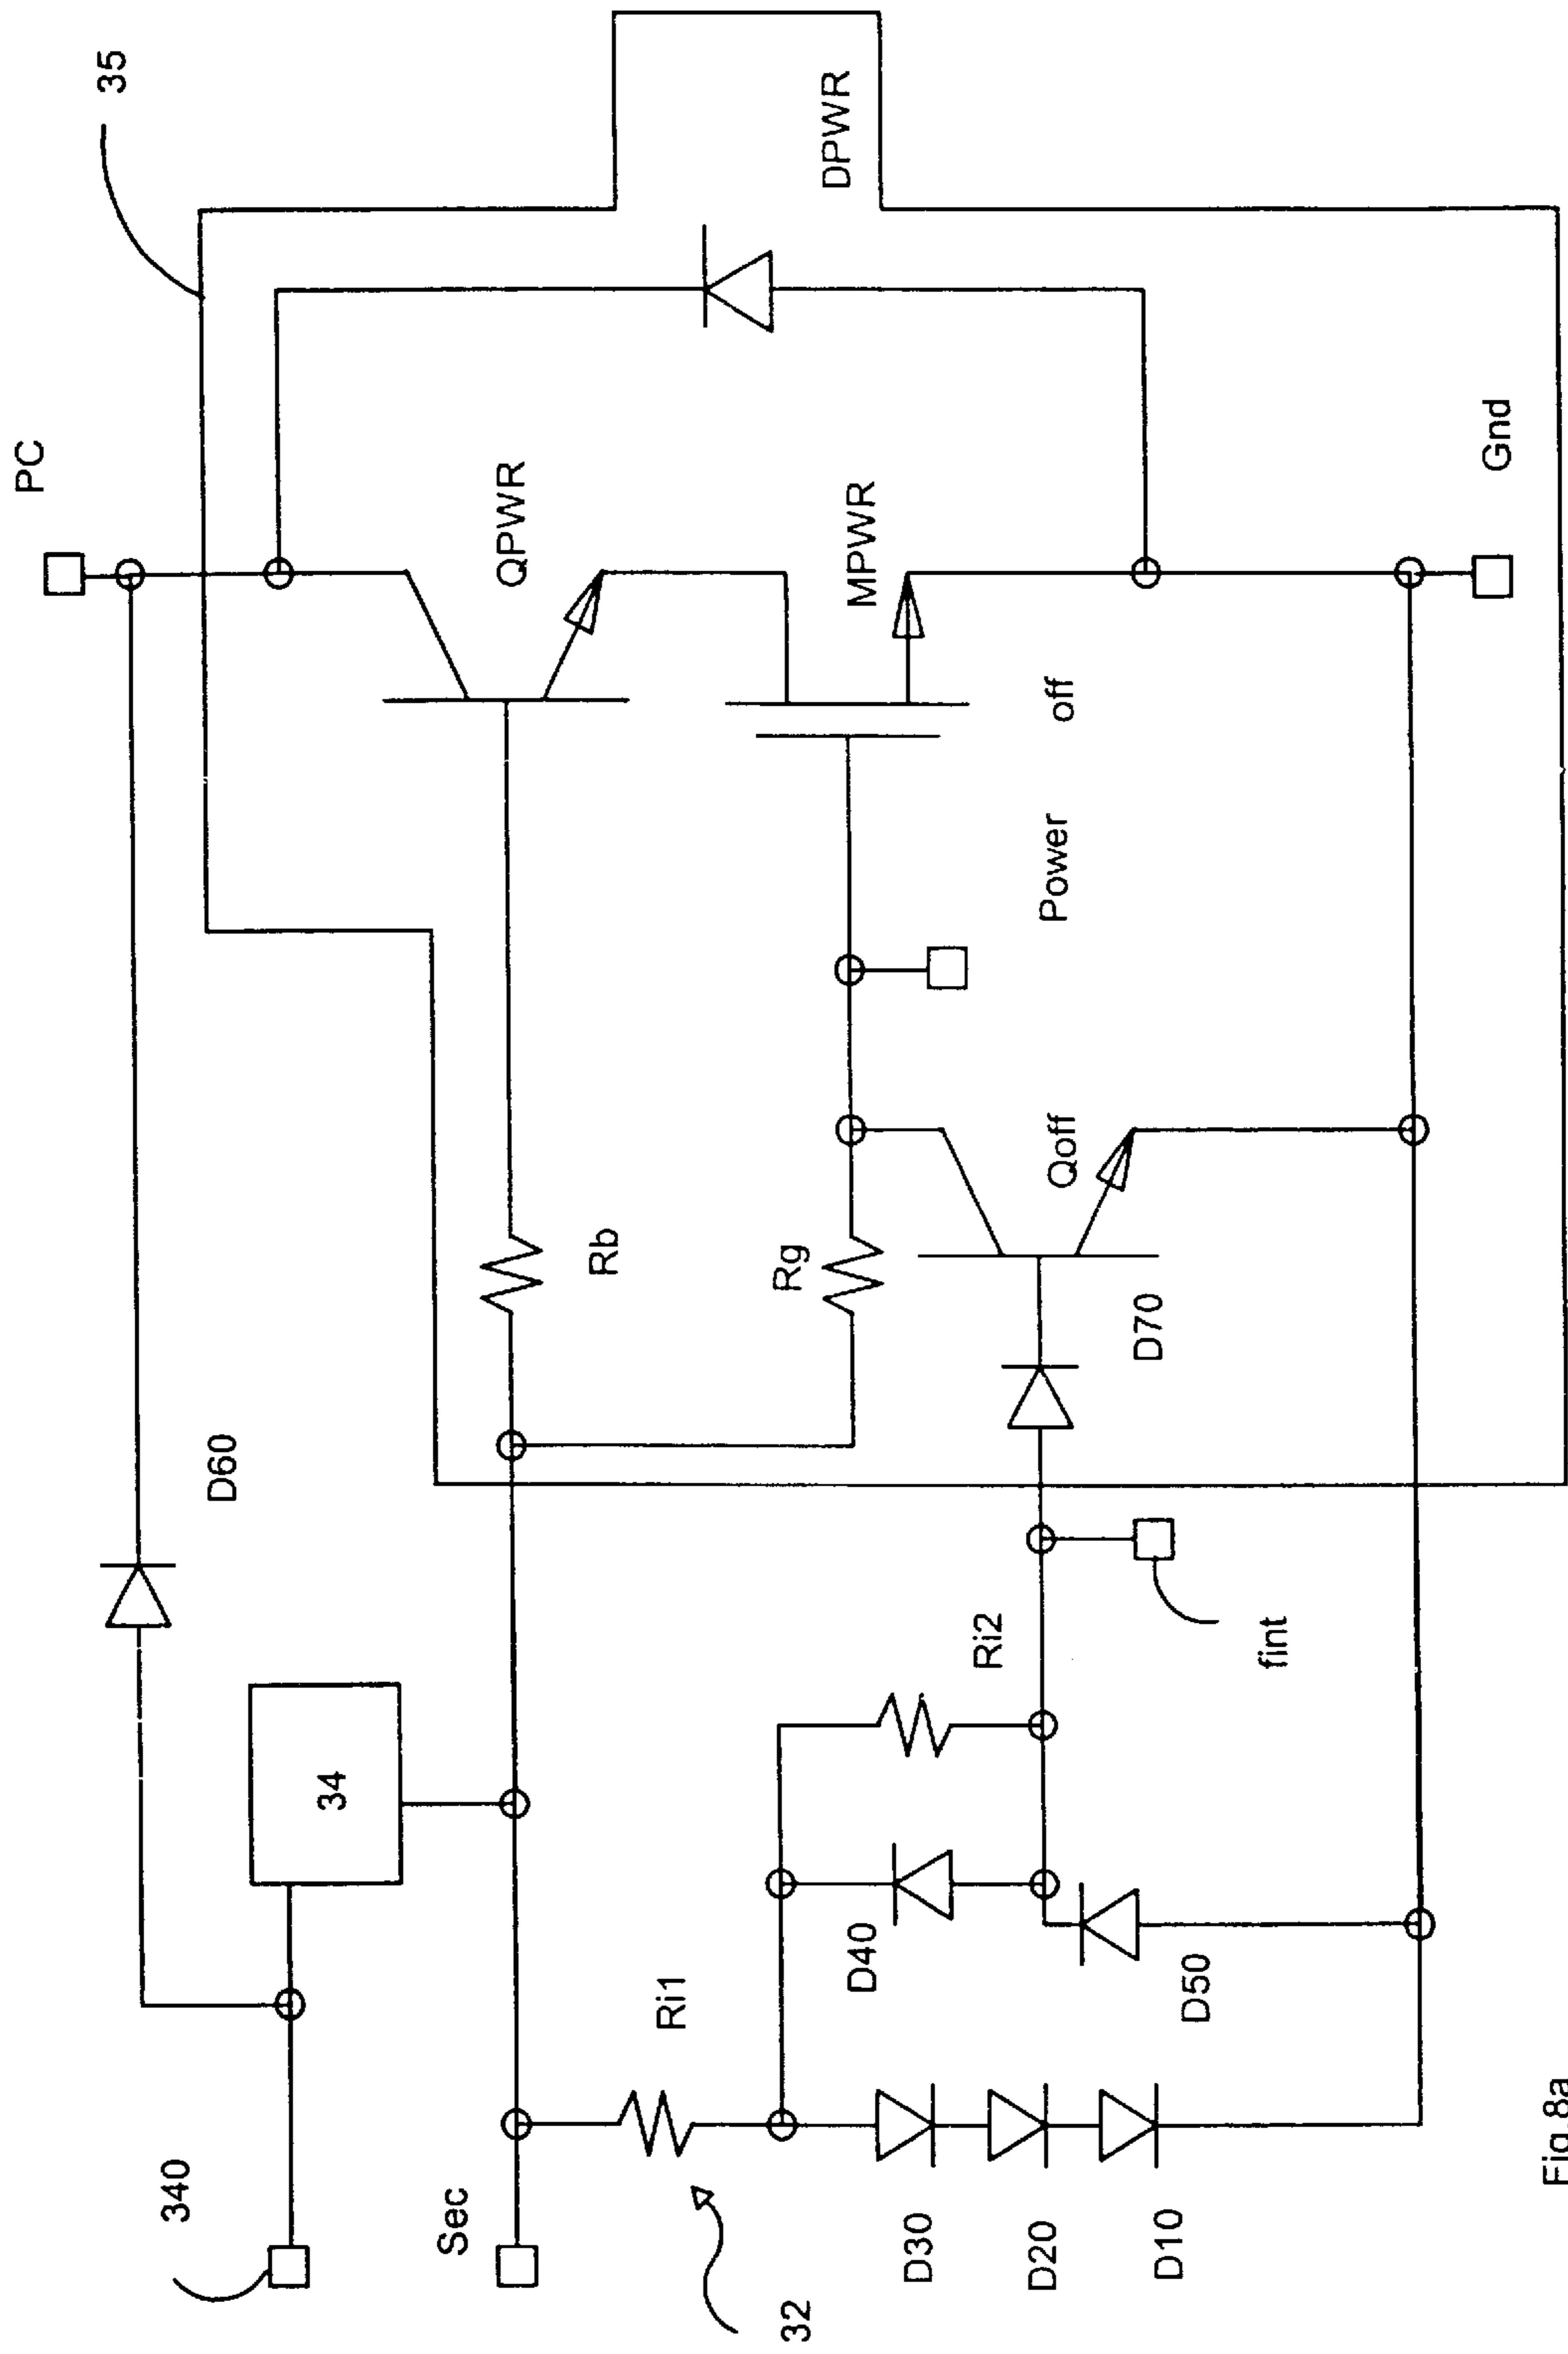 35
PC
DPWR
QPWR
MPWR
Gnd
Power off
D60
Rb
Rg
Qoff
D70
34
Ri2
fint
340
Sec
Ri1
D40
D50
32
D30
D20
D10
Fig 8a